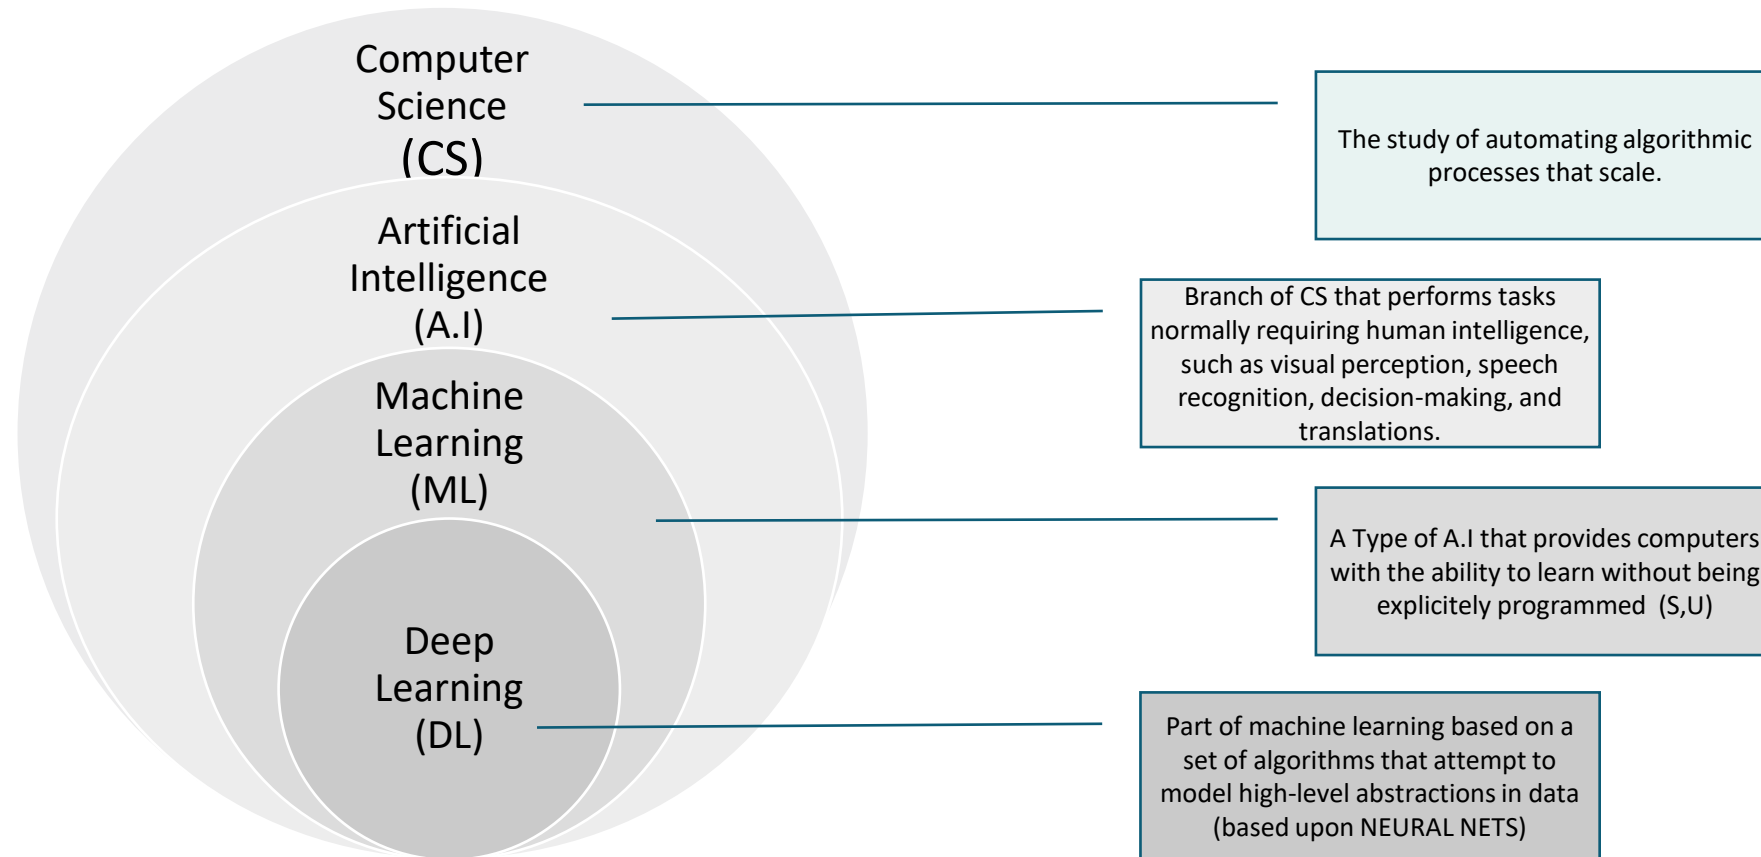 Computer
Science
(CS)
The study of automating algorithmic
processes that scale.
Artificial
Intelligence
(A.I)
Branch of CS that performs tasks
normally requiring human intelligence,
such as visual perception, speech
recognition, decision-making, and
translations.
Machine
Learning
(ML)
A Type of A.I that provides computers
with the ability to learn without being
explicitely programmed (S,U)
Deep
Learning
(DL)
Part of machine learning based on a
set of algorithms that attempt to
model high-level abstractions in data
(based upon NEURAL NETS)